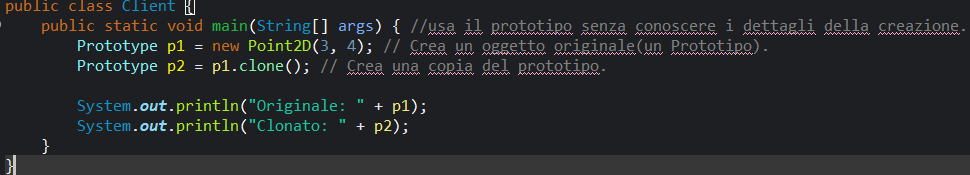 public class Client {
public static void main(String[] args) { //usa il prototipo senza conoscere i dettagli della creazione.
Prototype p1 = new Point2D(3, 4); // Crea un oggetto originale(un Prototipo).
Prototype p2 = p1.clone(); // Crea una copia del prototipo.
System.out.println("Originale: " + p1);
System.out.println("Clonato: " + p2);
}
}